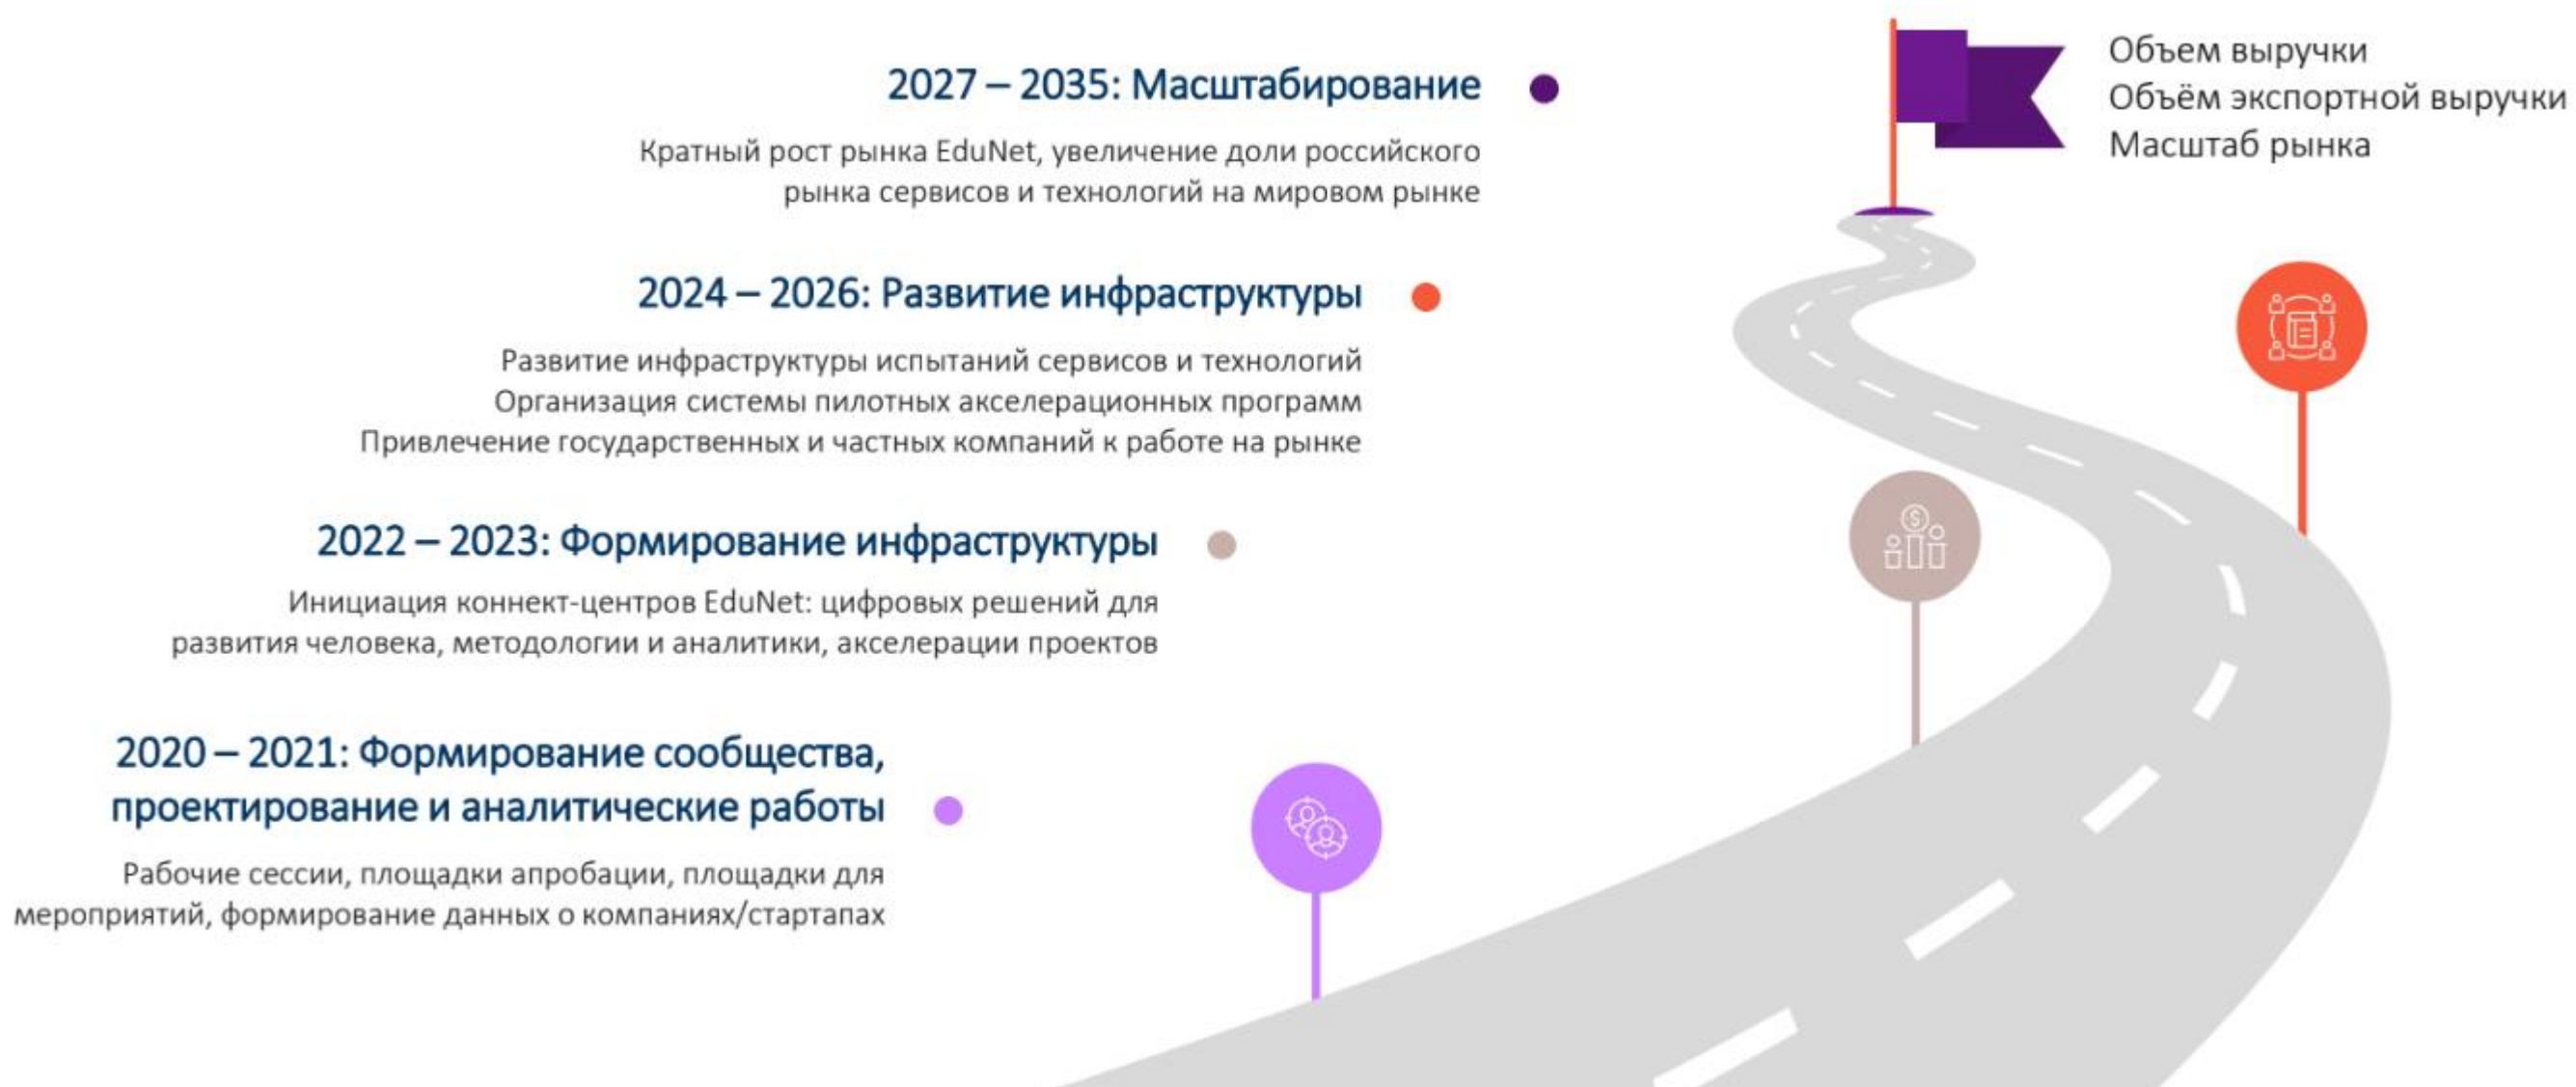 2027 – 2035: Масштабирование
Кратный рост рынка EduNet, увеличение доли российского
рынка сервисов и технологий на мировом рынке
Объем выручки
Объём экспортной выручки
Масштаб рынка
2024 – 2026: Развитие инфраструктуры
Развитие инфраструктуры испытаний сервисов и технологий
Организация системы пилотных акселерационных программ
Привлечение государственных и частных компаний к работе на рынке
2022 – 2023: Формирование инфраструктуры
Инициация коннект-центров EduNet: цифровых решений для
развития человека, методологии и аналитики, акселерации проектов
2020 – 2021: Формирование сообщества,
проектирование и аналитические работы
Рабочие сессии, площадки апробации, площадки для
мероприятий, формирование данных о компаниях/стартапах
$